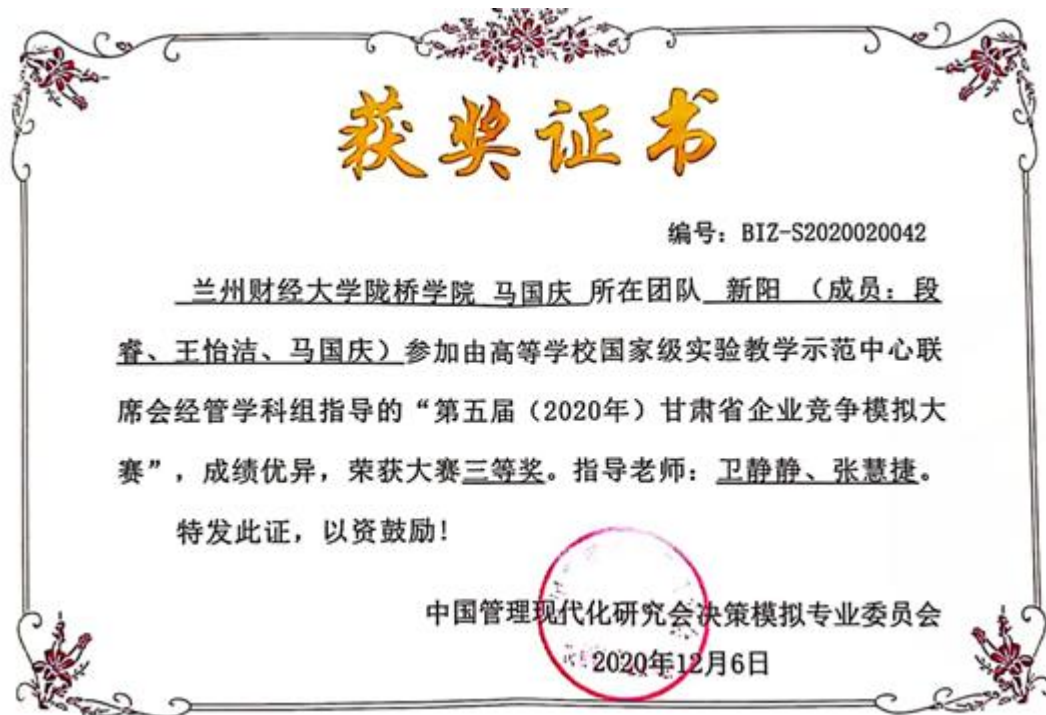 获奖证书
编号：BIZ-S2020020042
兰州财经大学陇桥学院 马国庆 所在团队 新阳 （成员：段
睿、王怡洁、马国庆）参加由高等学校国家级实验教学示范中心联
席会经管学科组指导的“第五届（2020年）甘肃省企业竞争模拟大
赛”，成绩优异，荣获大赛三等奖。指导老师：卫静静、张慧捷。
特发此证，以资鼓励！
中国管理现代化研究会决策模拟专业委员会
2020年12月6日